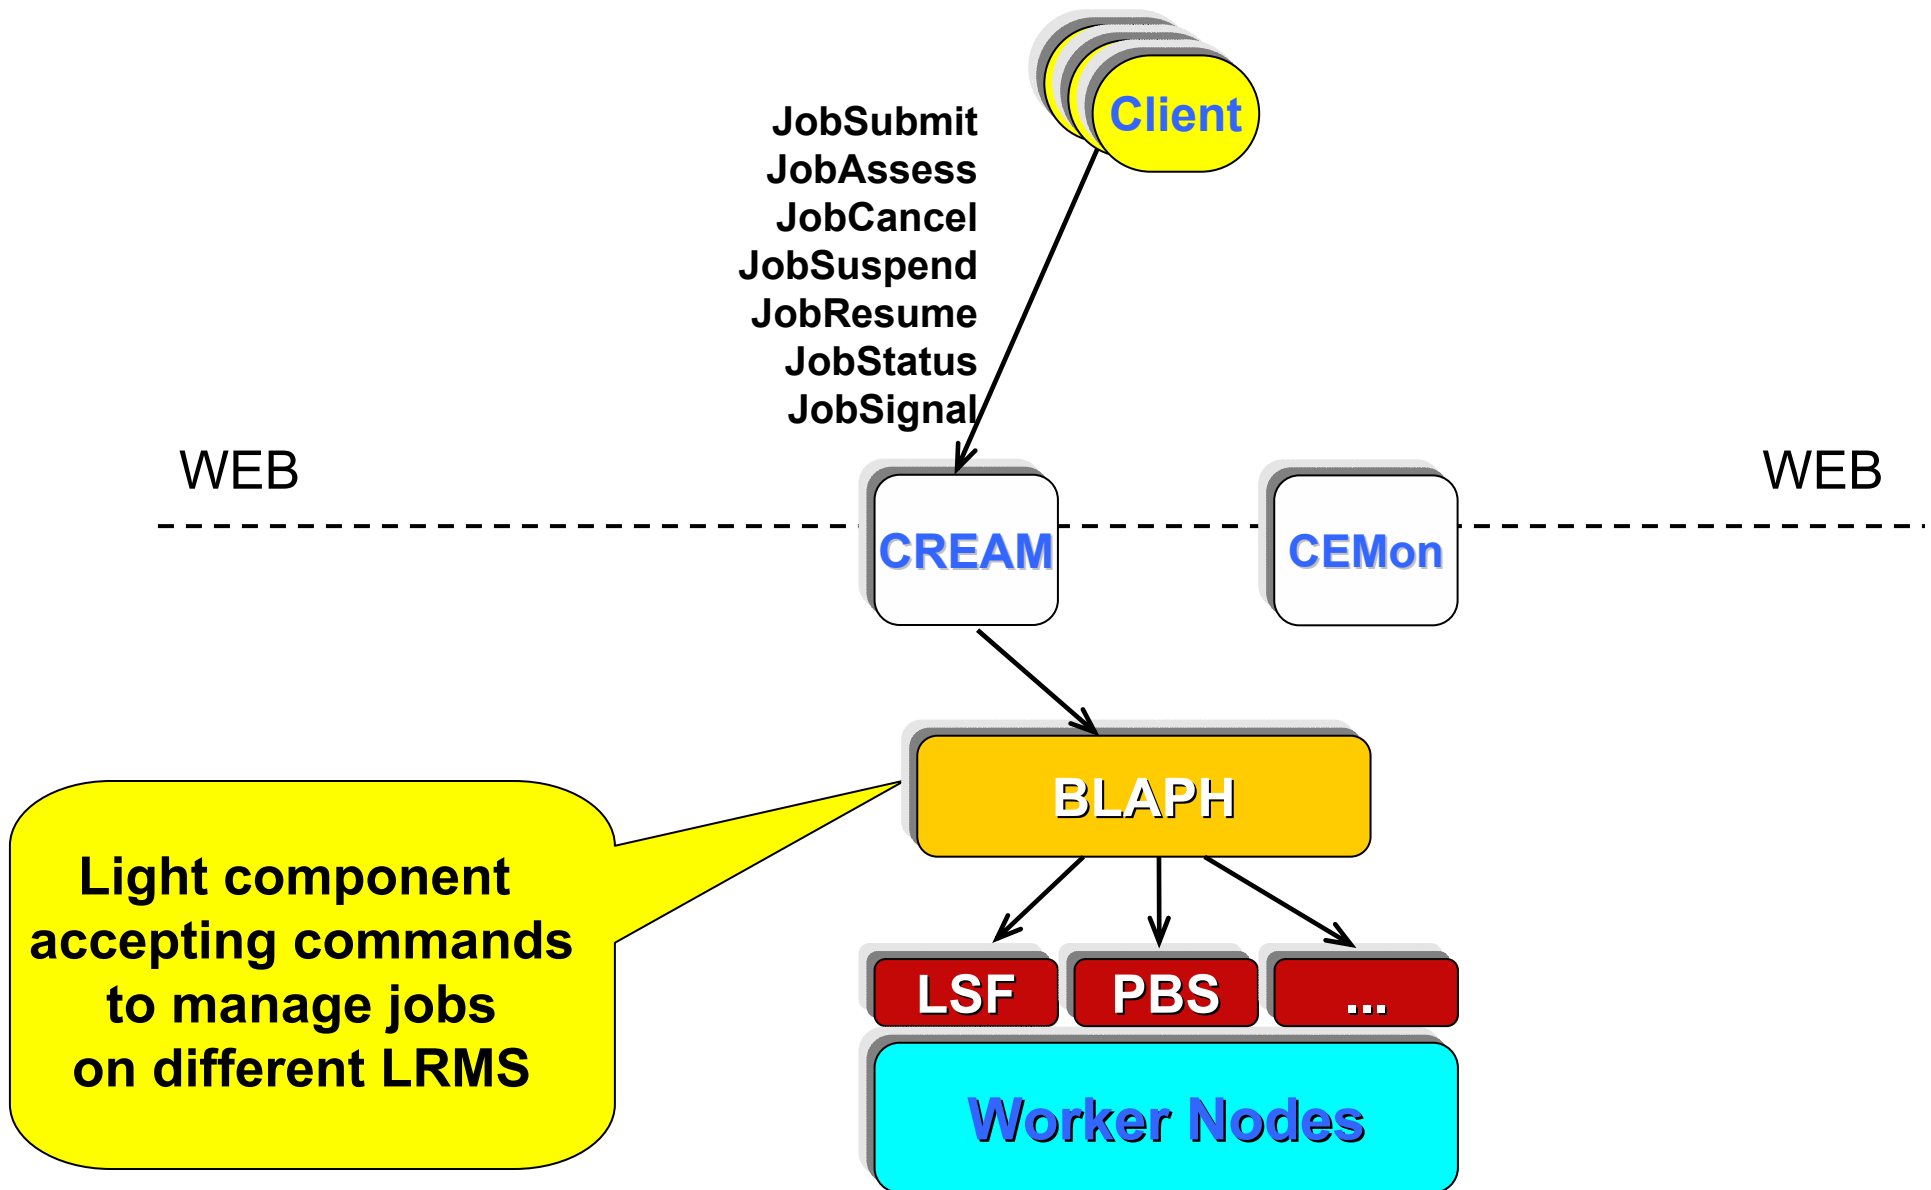 Client
JobSubmit
JobAssess
JobCancel
JobSuspend
JobResume
JobStatus
JobSignal
WEB
WEB
CREAM
CEMon
BLAPH
Light component
accepting commands
to manage jobs
on different LRMS
LSF
PBS
...
Worker Nodes